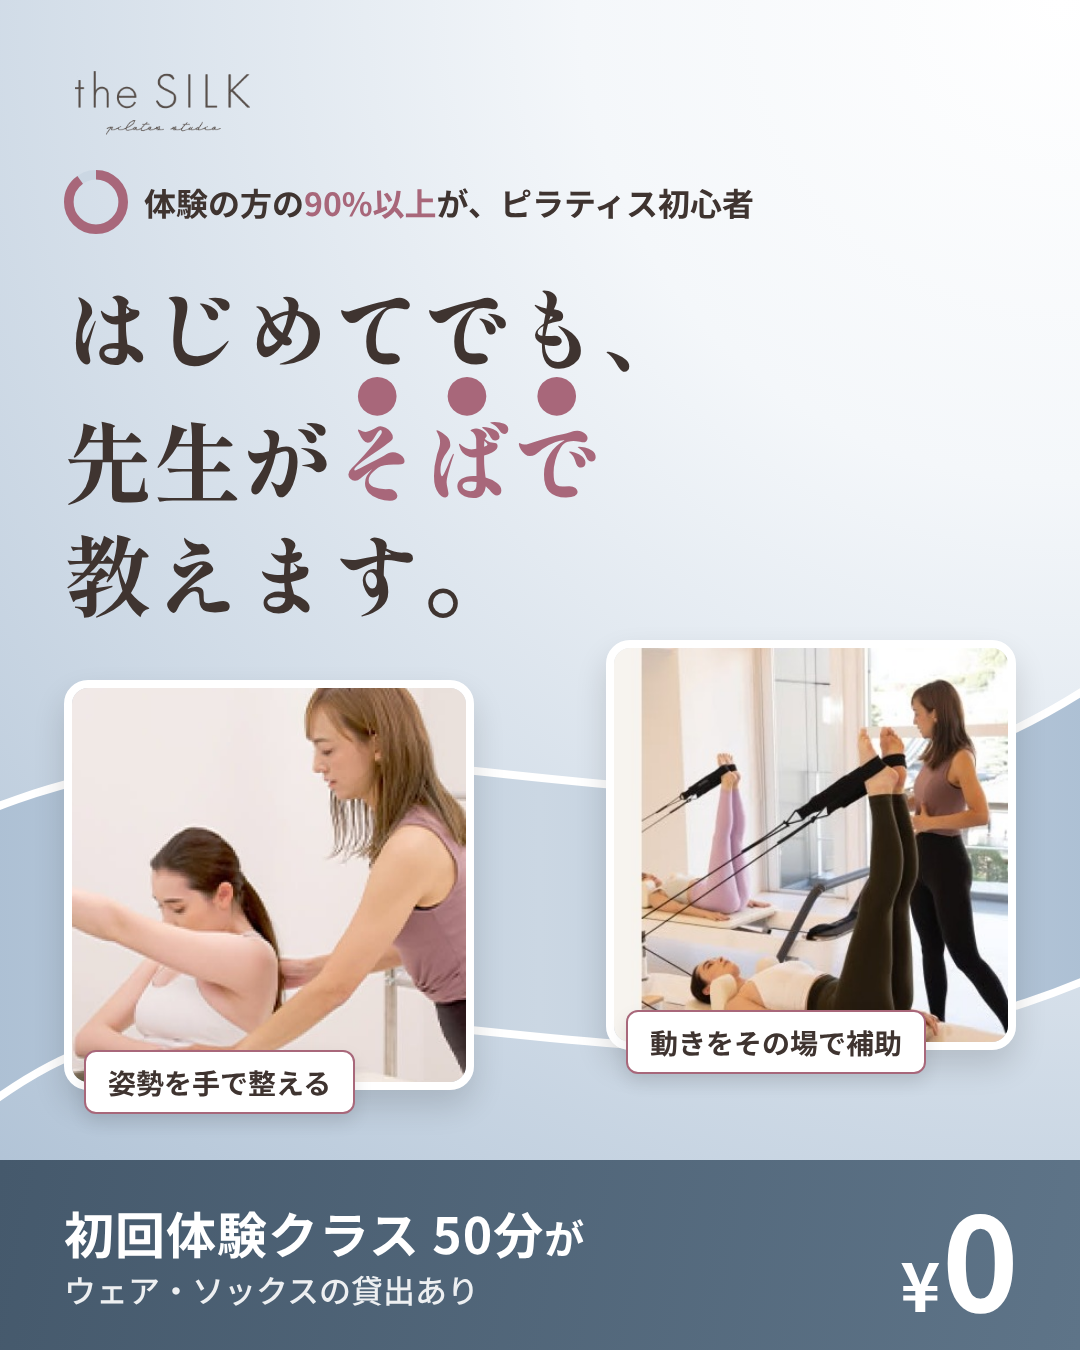 the SILK
pilates studio
体験の方の90%以上が、ピラティス初心者
はじめてでも、
先生がそばで
教えます。
姿勢を手で整える
動きをその場で補助
初回体験クラス 50分が
ウェア・ソックスの貸出あり
¥0